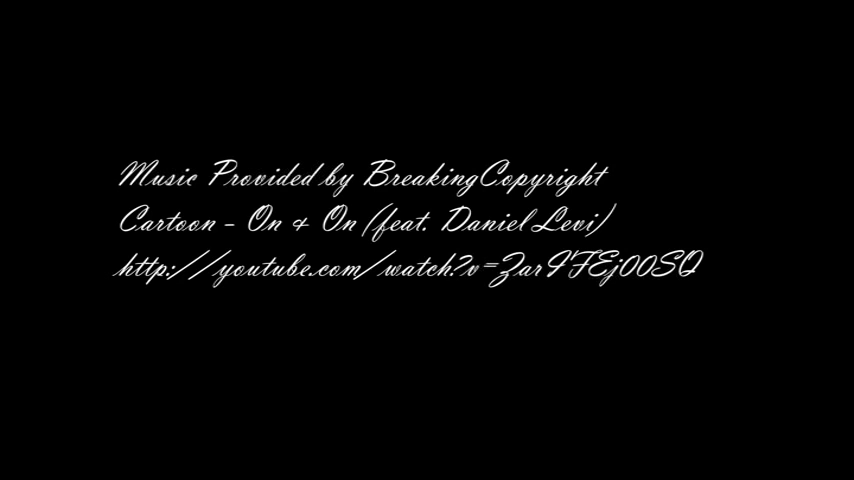 Music Provided by BreakingCopyright
Cartoon - On & On (feat. Daniel Levi)
http://youtube.com/watch?v=ZarIFEj00SQ